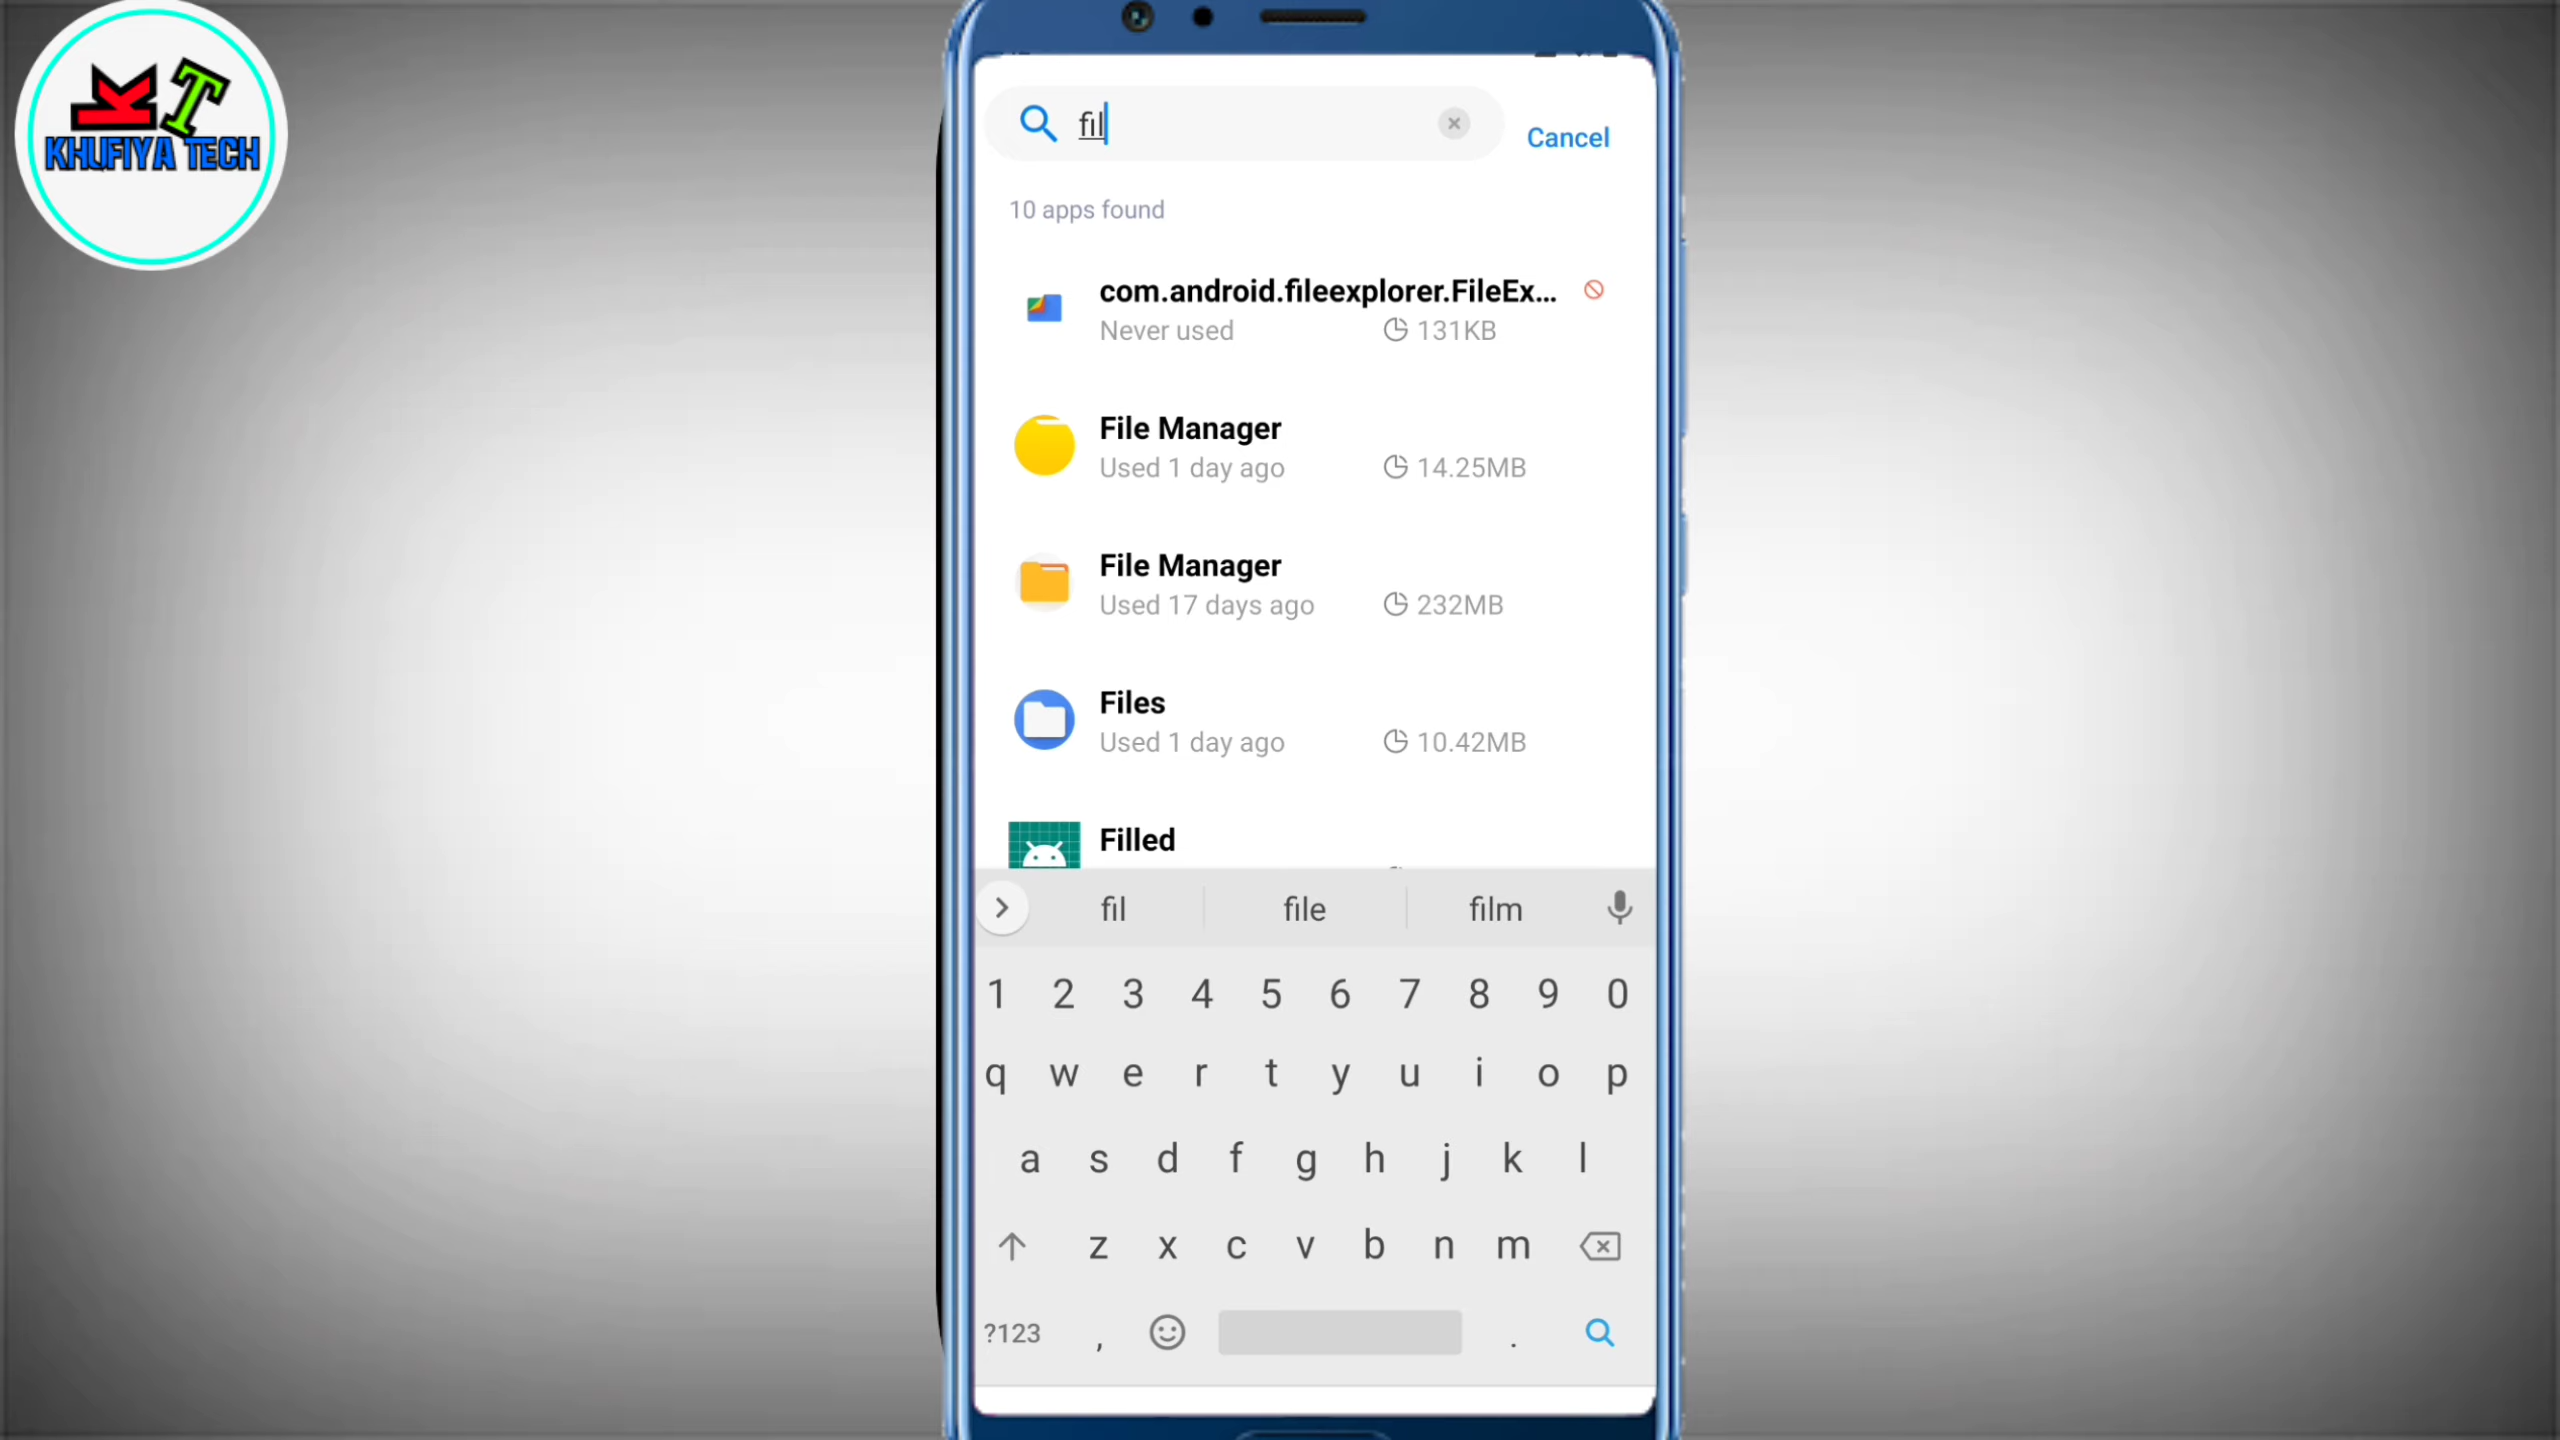 KT
KHUFIYA TECH
fil
Cancel
10 apps found
com.android.fileexplorer.FileEx...
Never used 131KB
File Manager
Used 1 day ago 14.25MB
File Manager
Used 17 days ago 232MB
Files
Used 1 day ago 10.42MB
Filled
fil file film
1 2 3 4 5 6 7 8 9 0
q w e r t y u i o p
a s d f g h j k l
z x c v b n m
?123 , .